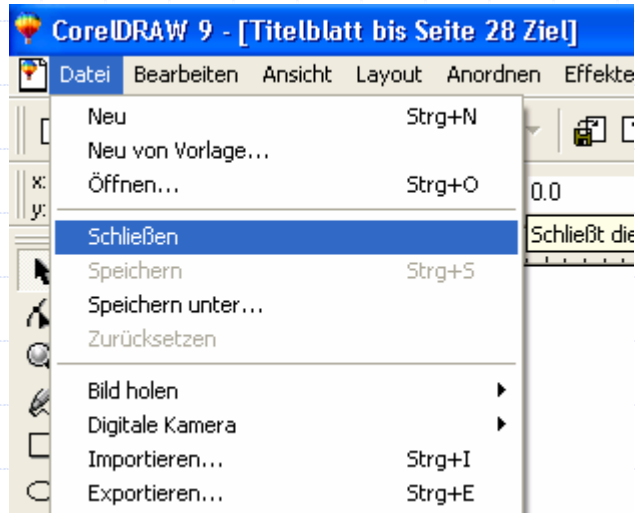 CorelDRAW 9 - [Titelblatt bis Seite 28 Ziel]
Datei Bearbeiten Ansicht Layout Anordnen Effekte
Neu Strg+N
Neu von Vorlage...
Öffnen... Strg+O
x:
y:
0.0
Schließen
Schließt die
Speichern Strg+S
Speichern unter...
Zurücksetzen
Bild holen
Digitale Kamera
Importieren... Strg+I
Exportieren... Strg+E